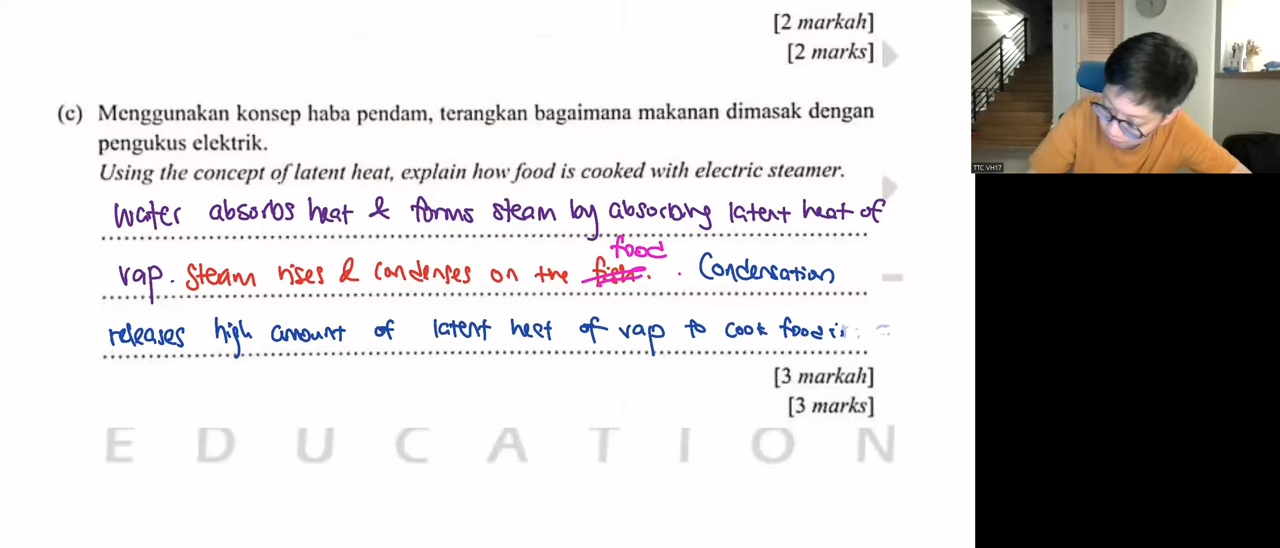 [2 markah]
[2 marks]
(c) Menggunakan konsep haba pendam, terangkan bagaimana makanan dimasak dengan
pengukus elektrik.
Using the concept of latent heat, explain how food is cooked with electric steamer.
Water absorbs heat & forms steam by absorbing latent heat of
food
vap. Steam rises & condenses on the fish. . Condensation
releases high amount of latent heat of vap to cook food
[3 markah]
[3 marks]
EDUCATION
TTC VH17